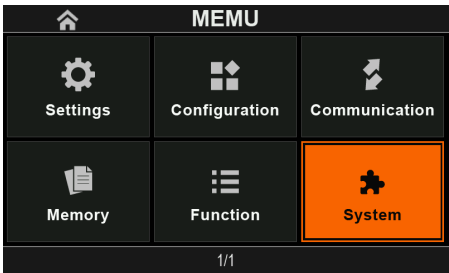 MEMU
Settings
Configuration
Communication
Memory
Function
System
1/1